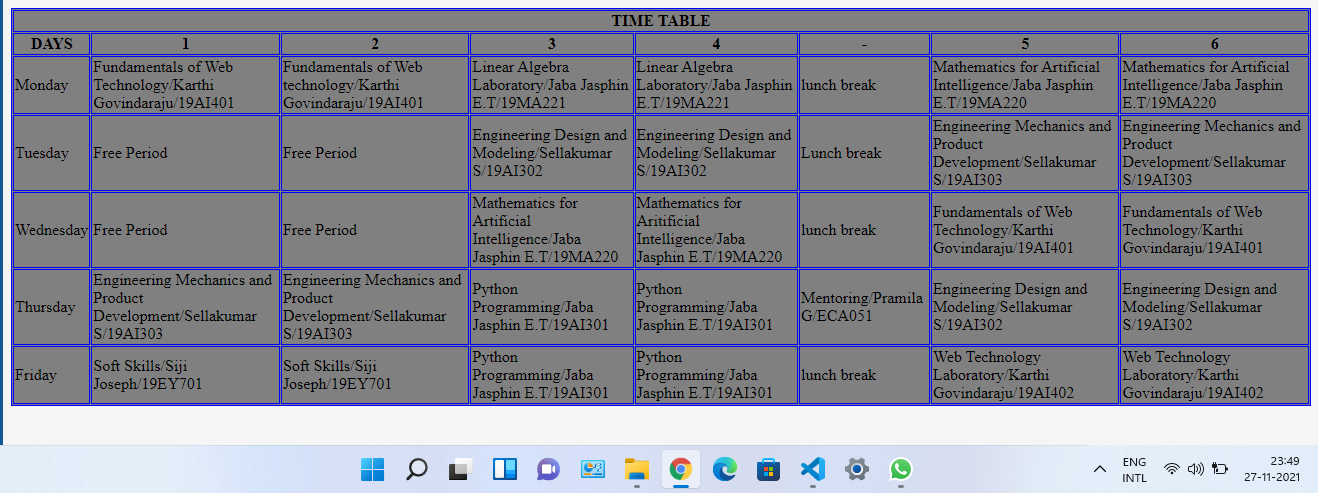 TIME TABLE
DAYS 1 2 3 4 - 5 6
Monday
Fundamentals of Web
Technology/Karthi
Govindaraju/19AI401
Fundamentals of Web
technology/Karthi
Govindaraju/19AI401
Linear Algebra
Laboratory/Jaba Jasphin
E.T/19MA221
Linear Algebra
Laboratory/Jaba Jasphin
E.T/19MA221
lunch break
Mathematics for Artificial
Intelligence/Jaba Jasphin
E.T/19MA220
Mathematics for Artificial
Intelligence/Jaba Jasphin
E.T/19MA220
Tuesday
Free Period
Free Period
Engineering Design and
Modeling/Sellakumar
S/19AI302
Engineering Design and
Modeling/Sellakumar
S/19AI302
Lunch break
Engineering Mechanics and
Product
Development/Sellakumar
S/19AI303
Engineering Mechanics and
Product
Development/Sellakumar
S/19AI303
Wednesday
Free Period
Free Period
Mathematics for
Artificial
Intelligence/Jaba
Jasphin E.T/19MA220
Mathematics for
Aritificial
Intelligence/Jaba
Jasphin E.T/19MA220
lunch break
Fundamentals of Web
Technology/Karthi
Govindaraju/19AI401
Fundamentals of Web
Technology/Karthi
Govindaraju/19AI401
Thursday
Engineering Mechanics and
Product
Development/Sellakumar
S/19AI303
Engineering Mechanics and
Product
Development/Sellakumar
S/19AI303
Python
Programming/Jaba
Jasphin E.T/19AI301
Python
Programming/Jaba
Jasphin E.T/19AI301
Mentoring/Pramila
G/ECA051
Engineering Design and
Modeling/Sellakumar
S/19AI302
Engineering Design and
Modeling/Sellakumar
S/19AI302
Friday
Soft Skills/Siji
Joseph/19EY701
Soft Skills/Siji
Joseph/19EY701
Python
Programming/Jaba
Jasphin E.T/19AI301
Python
Programming/Jaba
Jasphin E.T/19AI301
lunch break
Web Technology
Laboratory/Karthi
Govindaraju/19AI402
Web Technology
Laboratory/Karthi
Govindaraju/19AI402
ENG
INTL
23:49
27-11-2021